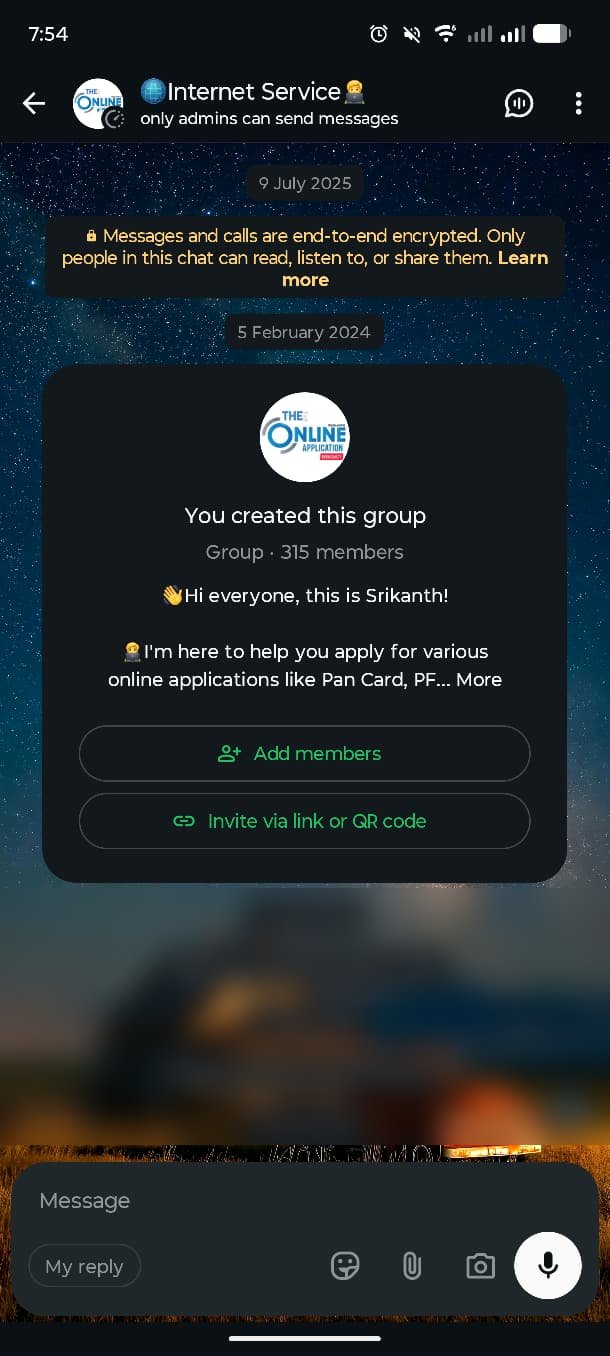 7:54
🌐Internet Service🧑‍💻
only admins can send messages
9 July 2025
🔒 Messages and calls are end-to-end encrypted. Only
people in this chat can read, listen to, or share them. Learn
more
5 February 2024
THE
ONLINE
APPLICATION
You created this group
Group · 315 members
👋Hi everyone, this is Srikanth!
🧑‍💻I'm here to help you apply for various
online applications like Pan Card, PF... More
Add members
Invite via link or QR code
Message
My reply